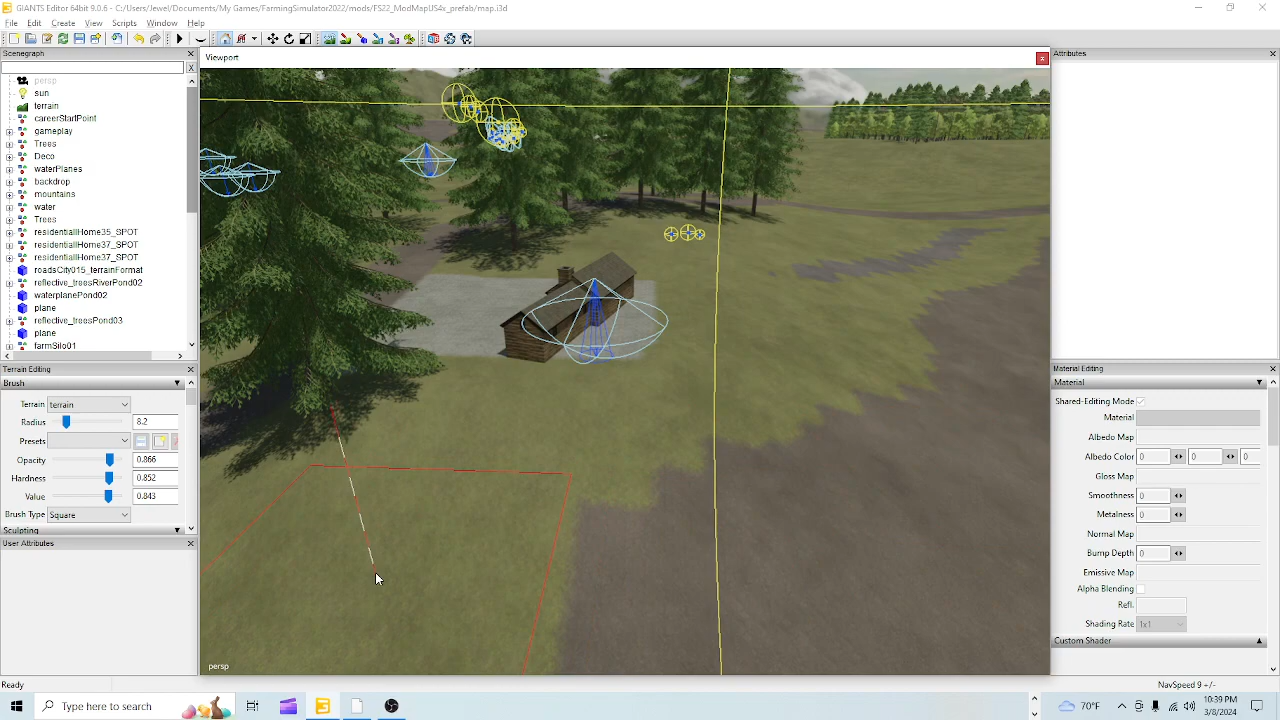 GIANTS Editor 64bit 9.0.6 - C:/Users/Jewel/Documents/My Games/FarmingSimulator2022/mods/FS22_ModMapUS4x_prefab/map.i3d
File Edit Create View Scripts Window Help
Scenegraph
X
persp
sun
terrain
careerStartPoint
gameplay
Trees
Deco
waterPlanes
backdrop
mountains
water
Trees
residentialHome35_SPOT
residentialHome37_SPOT
residentialHome37_SPOT
roadsCity015_terrainFormat
reflective_treesRiverPond02
waterplanePond02
plane
reflective_treesPond03
plane
farmSilo01
Terrain Editing
Brush
Terrain terrain
Radius 8.2
Presets
Opacity 0.866
Hardness 0.852
Value 0.843
Brush Type Square
Sculpting
User Attributes
Viewport
persp
Attributes
Material Editing
Material
Shared-Editing Mode
Material
Albedo Map
Albedo Color 0 0 0
Gloss Map
Smoothness 0
Metalness 0
Normal Map
Bump Depth 0
Emissive Map
Alpha Blending
Refl.
Shading Rate 1x1
Custom Shader
Ready
NavSpeed 9 +/-
Type here to search
70°F
10:39 PM
3/8/2024